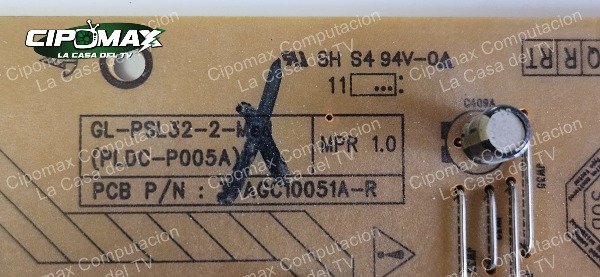 CIPOMAX
LA CASA DEL TV
SH S4 94V-0A
11
Q R RT
C409A
GL-PSL32-2-M
(PLDC-P005A)
MPR 1.0
PCB P/N :
AGC10051A-R
Cipomax Computacion
La Casa del TV